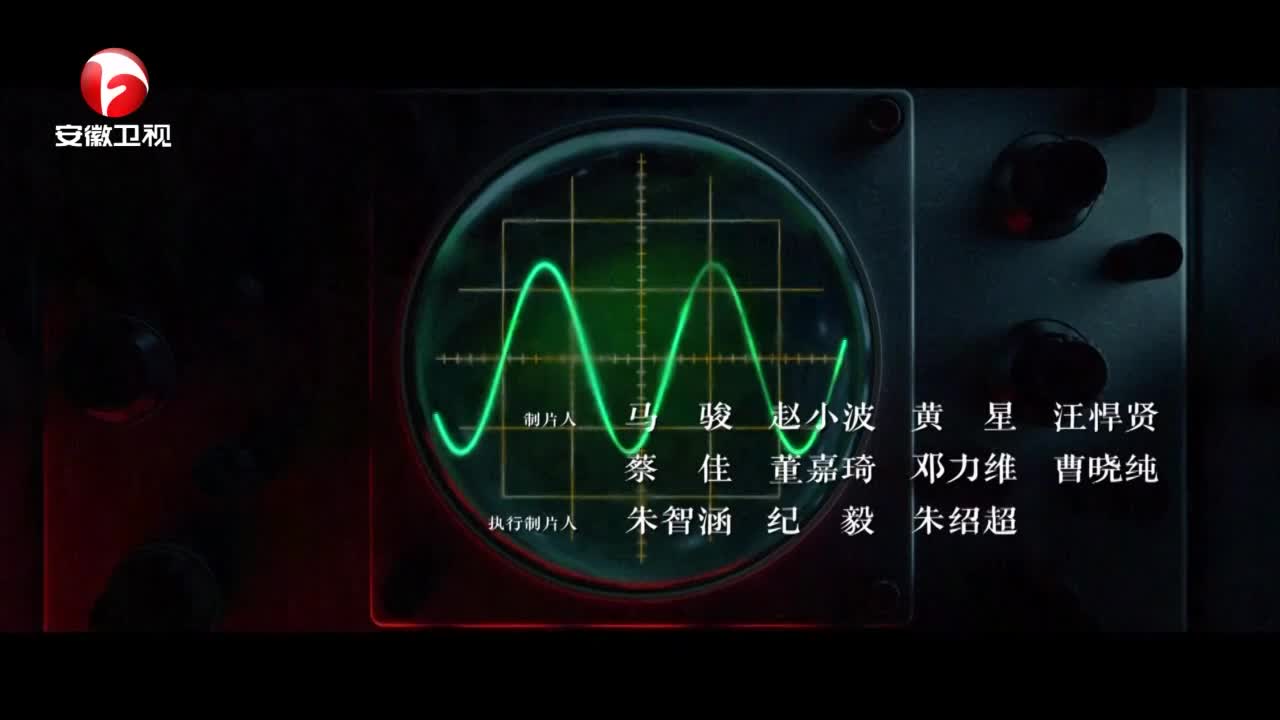 安徽卫视
制片人 马 骏 赵小波 黄 星 汪悍贤
蔡 佳 董嘉琦 邓力维 曹晓纯
执行制片人 朱智涵 纪 毅 朱绍超